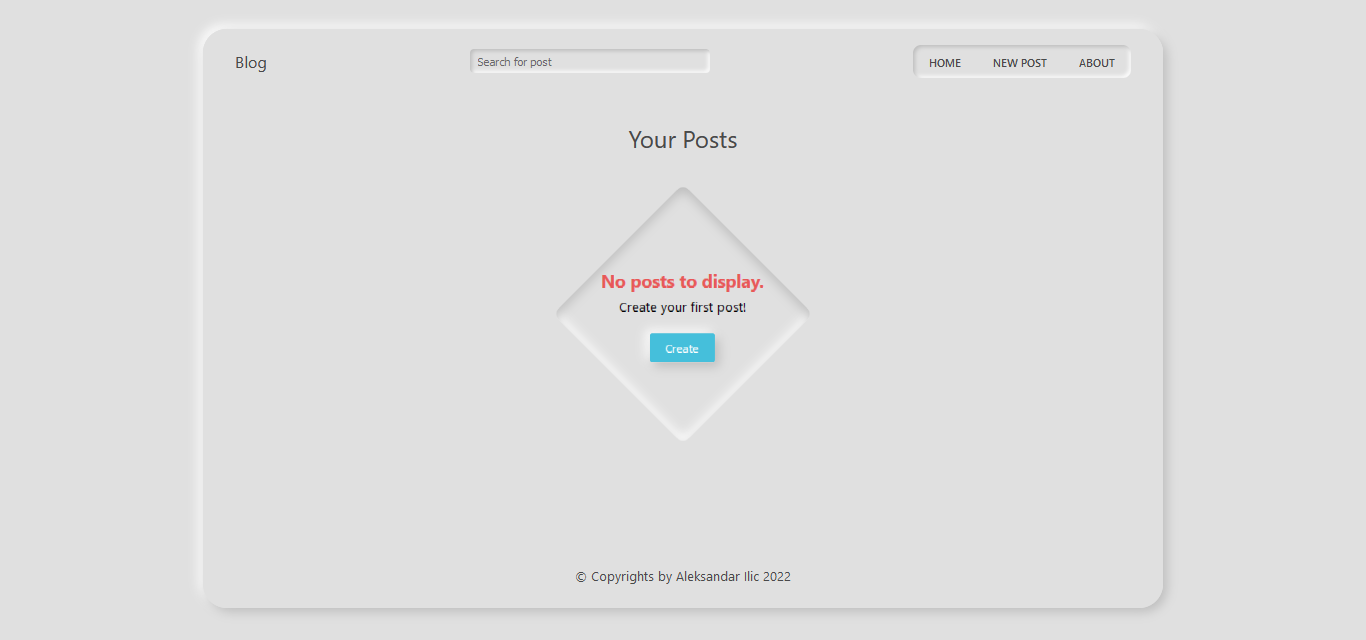 Blog
Search for post
HOME NEW POST ABOUT
Your Posts
No posts to display.
Create your first post!
Create
© Copyrights by Aleksandar Ilic 2022